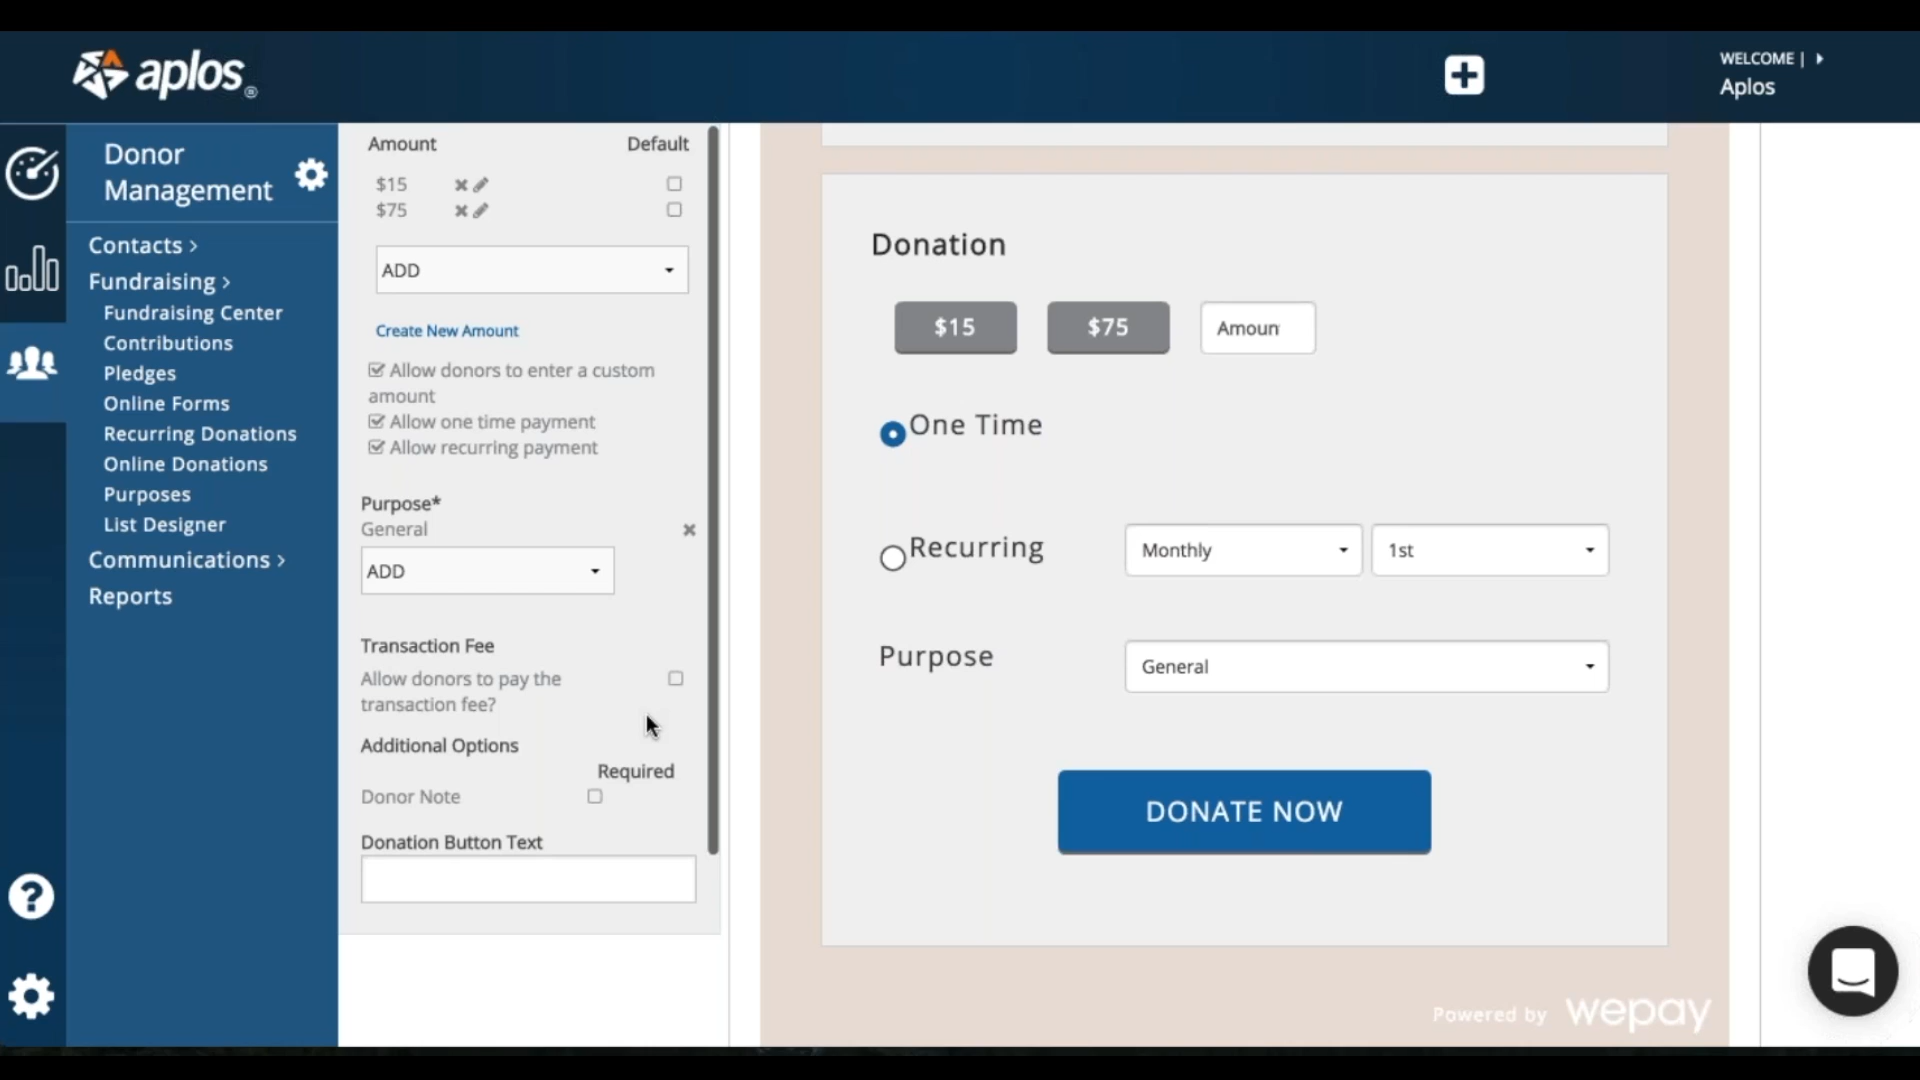 aplos
WELCOME |
Aplos
Donor
Management
Contacts >
Fundraising >
Fundraising Center
Contributions
Pledges
Online Forms
Recurring Donations
Online Donations
Purposes
List Designer
Communications >
Reports
Amount Default
$15
$75
ADD
Create New Amount
Allow donors to enter a custom
amount
Allow one time payment
Allow recurring payment
Purpose*
General
ADD
Transaction Fee
Allow donors to pay the
transaction fee?
Additional Options
Required
Donor Note
Donation Button Text
Donation
$15 $75 Amoun
One Time
Recurring Monthly 1st
Purpose General
DONATE NOW
Powered by wepay